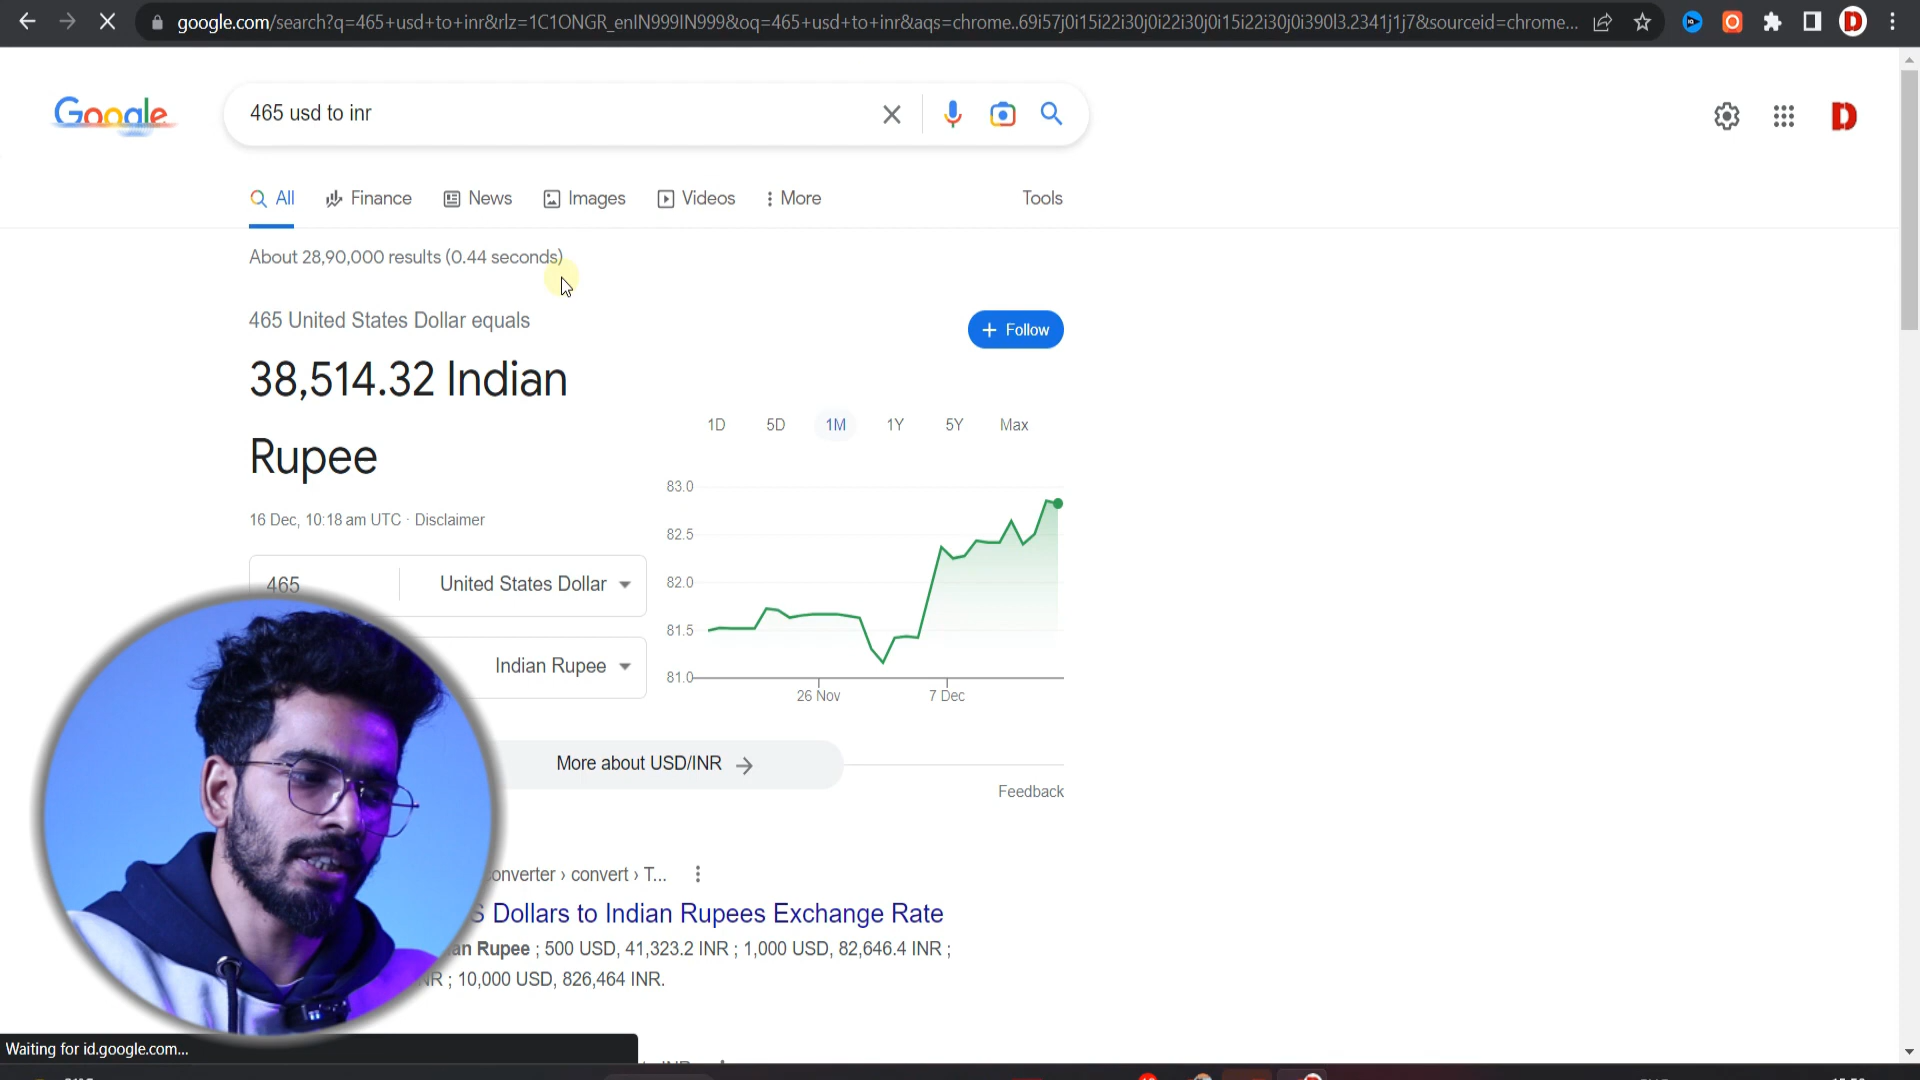 google.com/search?q=465+usd+to+inr&rlz=1C1ONGR_enIN999IN999&oq=465+usd+to+inr&aqs=chrome..69i57j0i15i22i30j0i22i30j0i15i22i30j0i390l3.2341j1j7&sourceid=chrome...
Google
465 usd to inr
All
Finance
News
Images
Videos
More
Tools
About 28,90,000 results (0.44 seconds)
465 United States Dollar equals
+ Follow
38,514.32 Indian
Rupee
16 Dec, 10:18 am UTC · Disclaimer
465
United States Dollar
Indian Rupee
1D 5D 1M 1Y 5Y Max
83.0
82.5
82.0
81.5
81.0
26 Nov 7 Dec
More about USD/INR
Feedback
onverter › convert › T...
Dollars to Indian Rupees Exchange Rate
an Rupee ; 500 USD, 41,323.2 INR ; 1,000 USD, 82,646.4 INR ;
NR ; 10,000 USD, 826,464 INR.
Waiting for id.google.com...